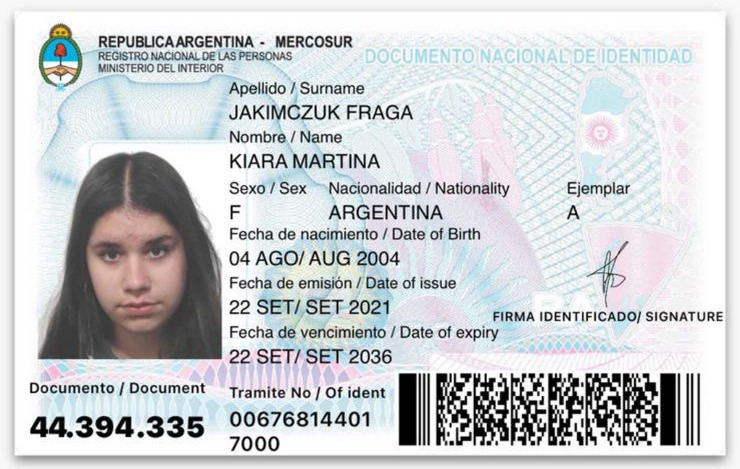 REPUBLICA ARGENTINA - MERCOSUR
REGISTRO NACIONAL DE LAS PERSONAS
MINISTERIO DEL INTERIOR
DOCUMENTO NACIONAL DE IDENTIDAD
Apellido / Surname
JAKIMCZUK FRAGA
Nombre / Name
KIARA MARTINA
Sexo / Sex Nacionalidad / Nationality Ejemplar
F ARGENTINA A
Fecha de nacimiento / Date of Birth
04 AGO/ AUG 2004
Fecha de emisión / Date of issue
22 SET/ SET 2021
FIRMA IDENTIFICADO/ SIGNATURE
Fecha de vencimiento / Date of expiry
22 SET/ SET 2036
Documento / Document
44.394.335
Tramite No / Of ident
00676814401
7000